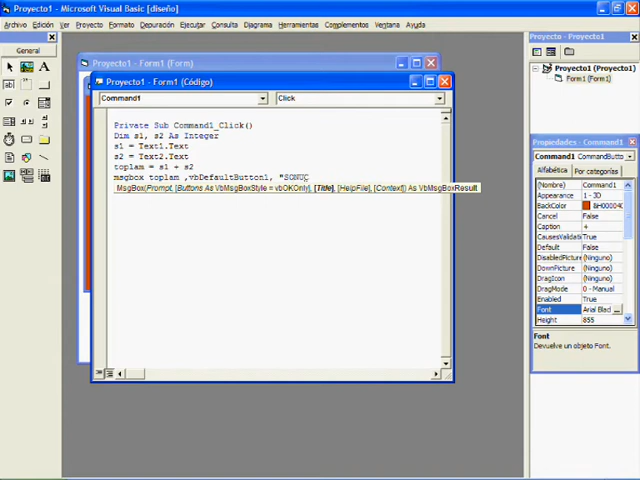 Proyecto1 - Microsoft Visual Basic [diseño]
Archivo Edición Ver Proyecto Formato Depuración Ejecutar Consulta Diagrama Herramientas Complementos Ventana Ayuda
General
Proyecto1 - Form1 (Form)
Proyecto1 - Form1 (Código)
Command1 Click
Private Sub Command1_Click()
Dim s1, s2 As Integer
s1 = Text1.Text
s2 = Text2.Text
toplam = s1 + s2
msgbox toplam ,vbDefaultButton1, "SONUÇ
MsgBox(Prompt, [Buttons As VbMsgBoxStyle = vbOKOnly], [Title], [HelpFile], [Context]) As VbMsgBoxResult
Proyecto - Proyecto1
Proyecto1 (Proyecto1)
Form1 (Form1)
Propiedades - Command1
Command1 CommandButto
Alfabética Por categorías
(Name) Command1
Appearance 1 - 3D
BackColor &H000040
Cancel False
Caption +
CausesValidati True
Default False
DisabledPicture (Ninguno)
DownPicture (Ninguno)
DragIcon (Ninguno)
DragMode 0 - Manual
Enabled True
Font Arial Blad ...
Height 855
Font
Devuelve un objeto Font.